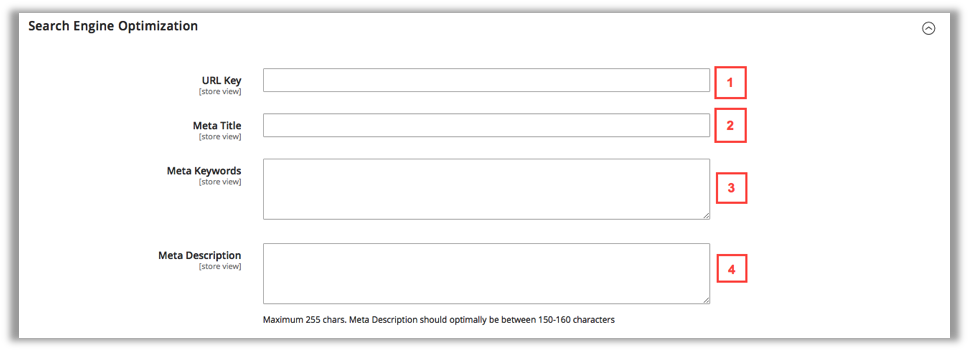 Search Engine Optimization
URL Key
[store view]
1
Meta Title
[store view]
2
Meta Keywords
[store view]
3
Meta Description
[store view]
4
Maximum 255 chars. Meta Description should optimally be between 150-160 characters